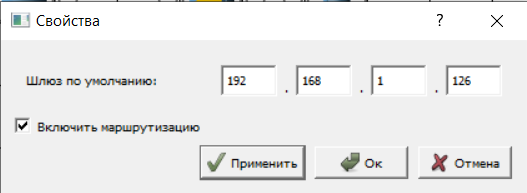 Свойства
Шлюз по умолчанию: 192 . 168 . 1 . 126
Включить маршрутизацию
Применить Ок Отмена